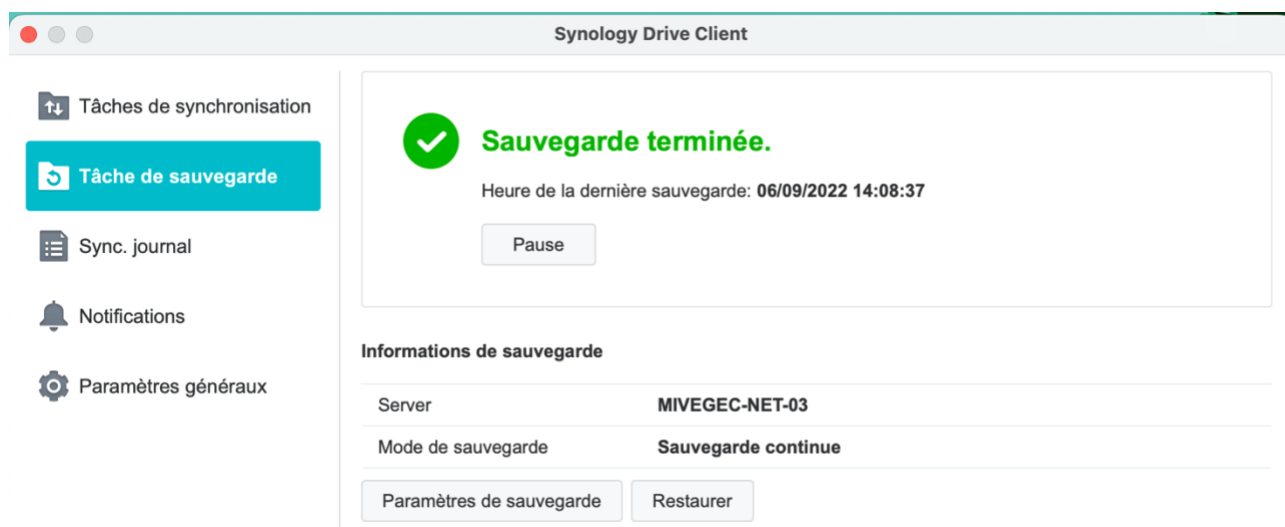 Synology Drive Client
Tâches de synchronisation
Tâche de sauvegarde
Sync. journal
Notifications
Paramètres généraux
Sauvegarde terminée.
Heure de la dernière sauvegarde: 06/09/2022 14:08:37
Pause
Informations de sauvegarde
Server MIVEGEC-NET-03
Mode de sauvegarde Sauvegarde continue
Paramètres de sauvegarde Restaurer